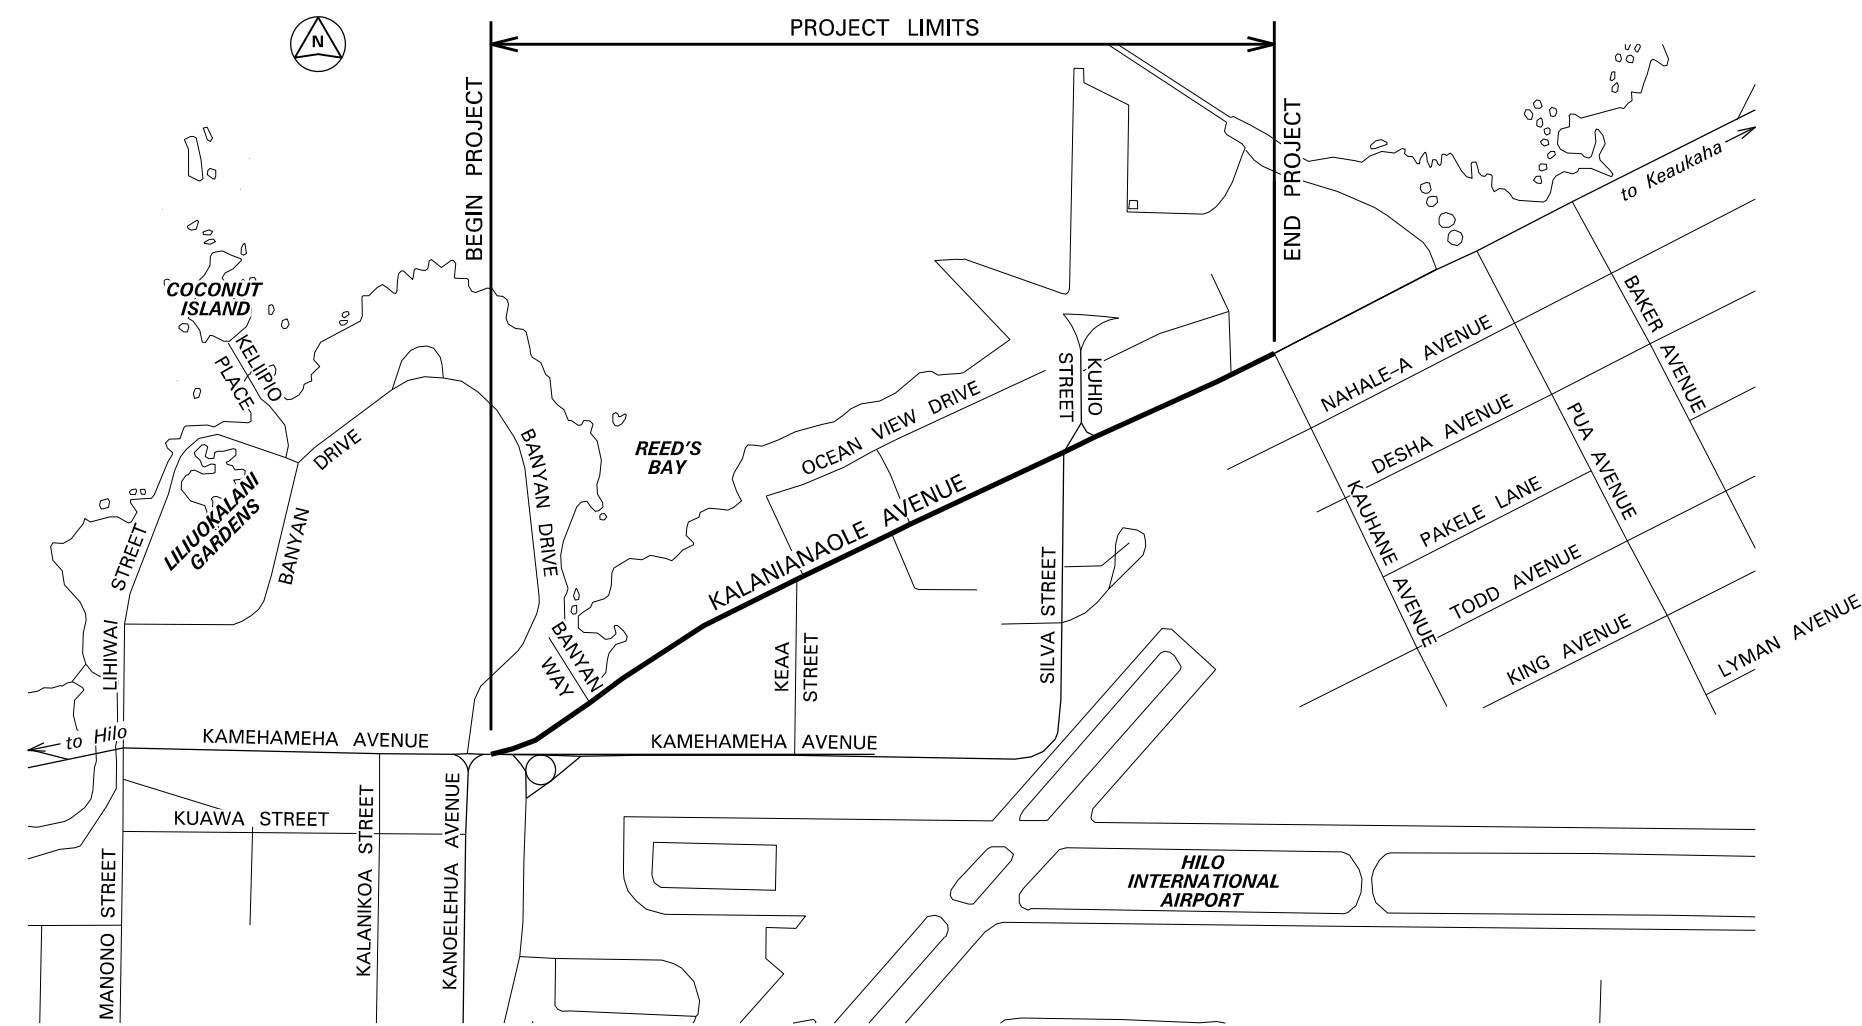 PROJECT LIMITS
N
BEGIN PROJECT
END PROJECT
to Keaukaha
COCONUT
ISLAND
KELIIPIO
PLACE
BAKER AVENUE
NAHALE-A AVENUE
KUHIO
STREET
OCEAN VIEW DRIVE
DESHA AVENUE
PUA AVENUE
DRIVE
BANYAN DRIVE
REED'S
BAY
LILIUOKALANI
GARDENS
BANYAN
KALANIANAOLE AVENUE
KAUHANE AVENUE
PAKELE LANE
TODD AVENUE
KING AVENUE
LYMAN AVENUE
LIHIWAI STREET
BANYAN
WAY
KEAA
STREET
SILVA STREET
to Hilo
KAMEHAMEHA AVENUE
KAMEHAMEHA AVENUE
KUAWA STREET
MANONO STREET
KALANIKOA STREET
KANOELEHUA AVENUE
HILO
INTERNATIONAL
AIRPORT